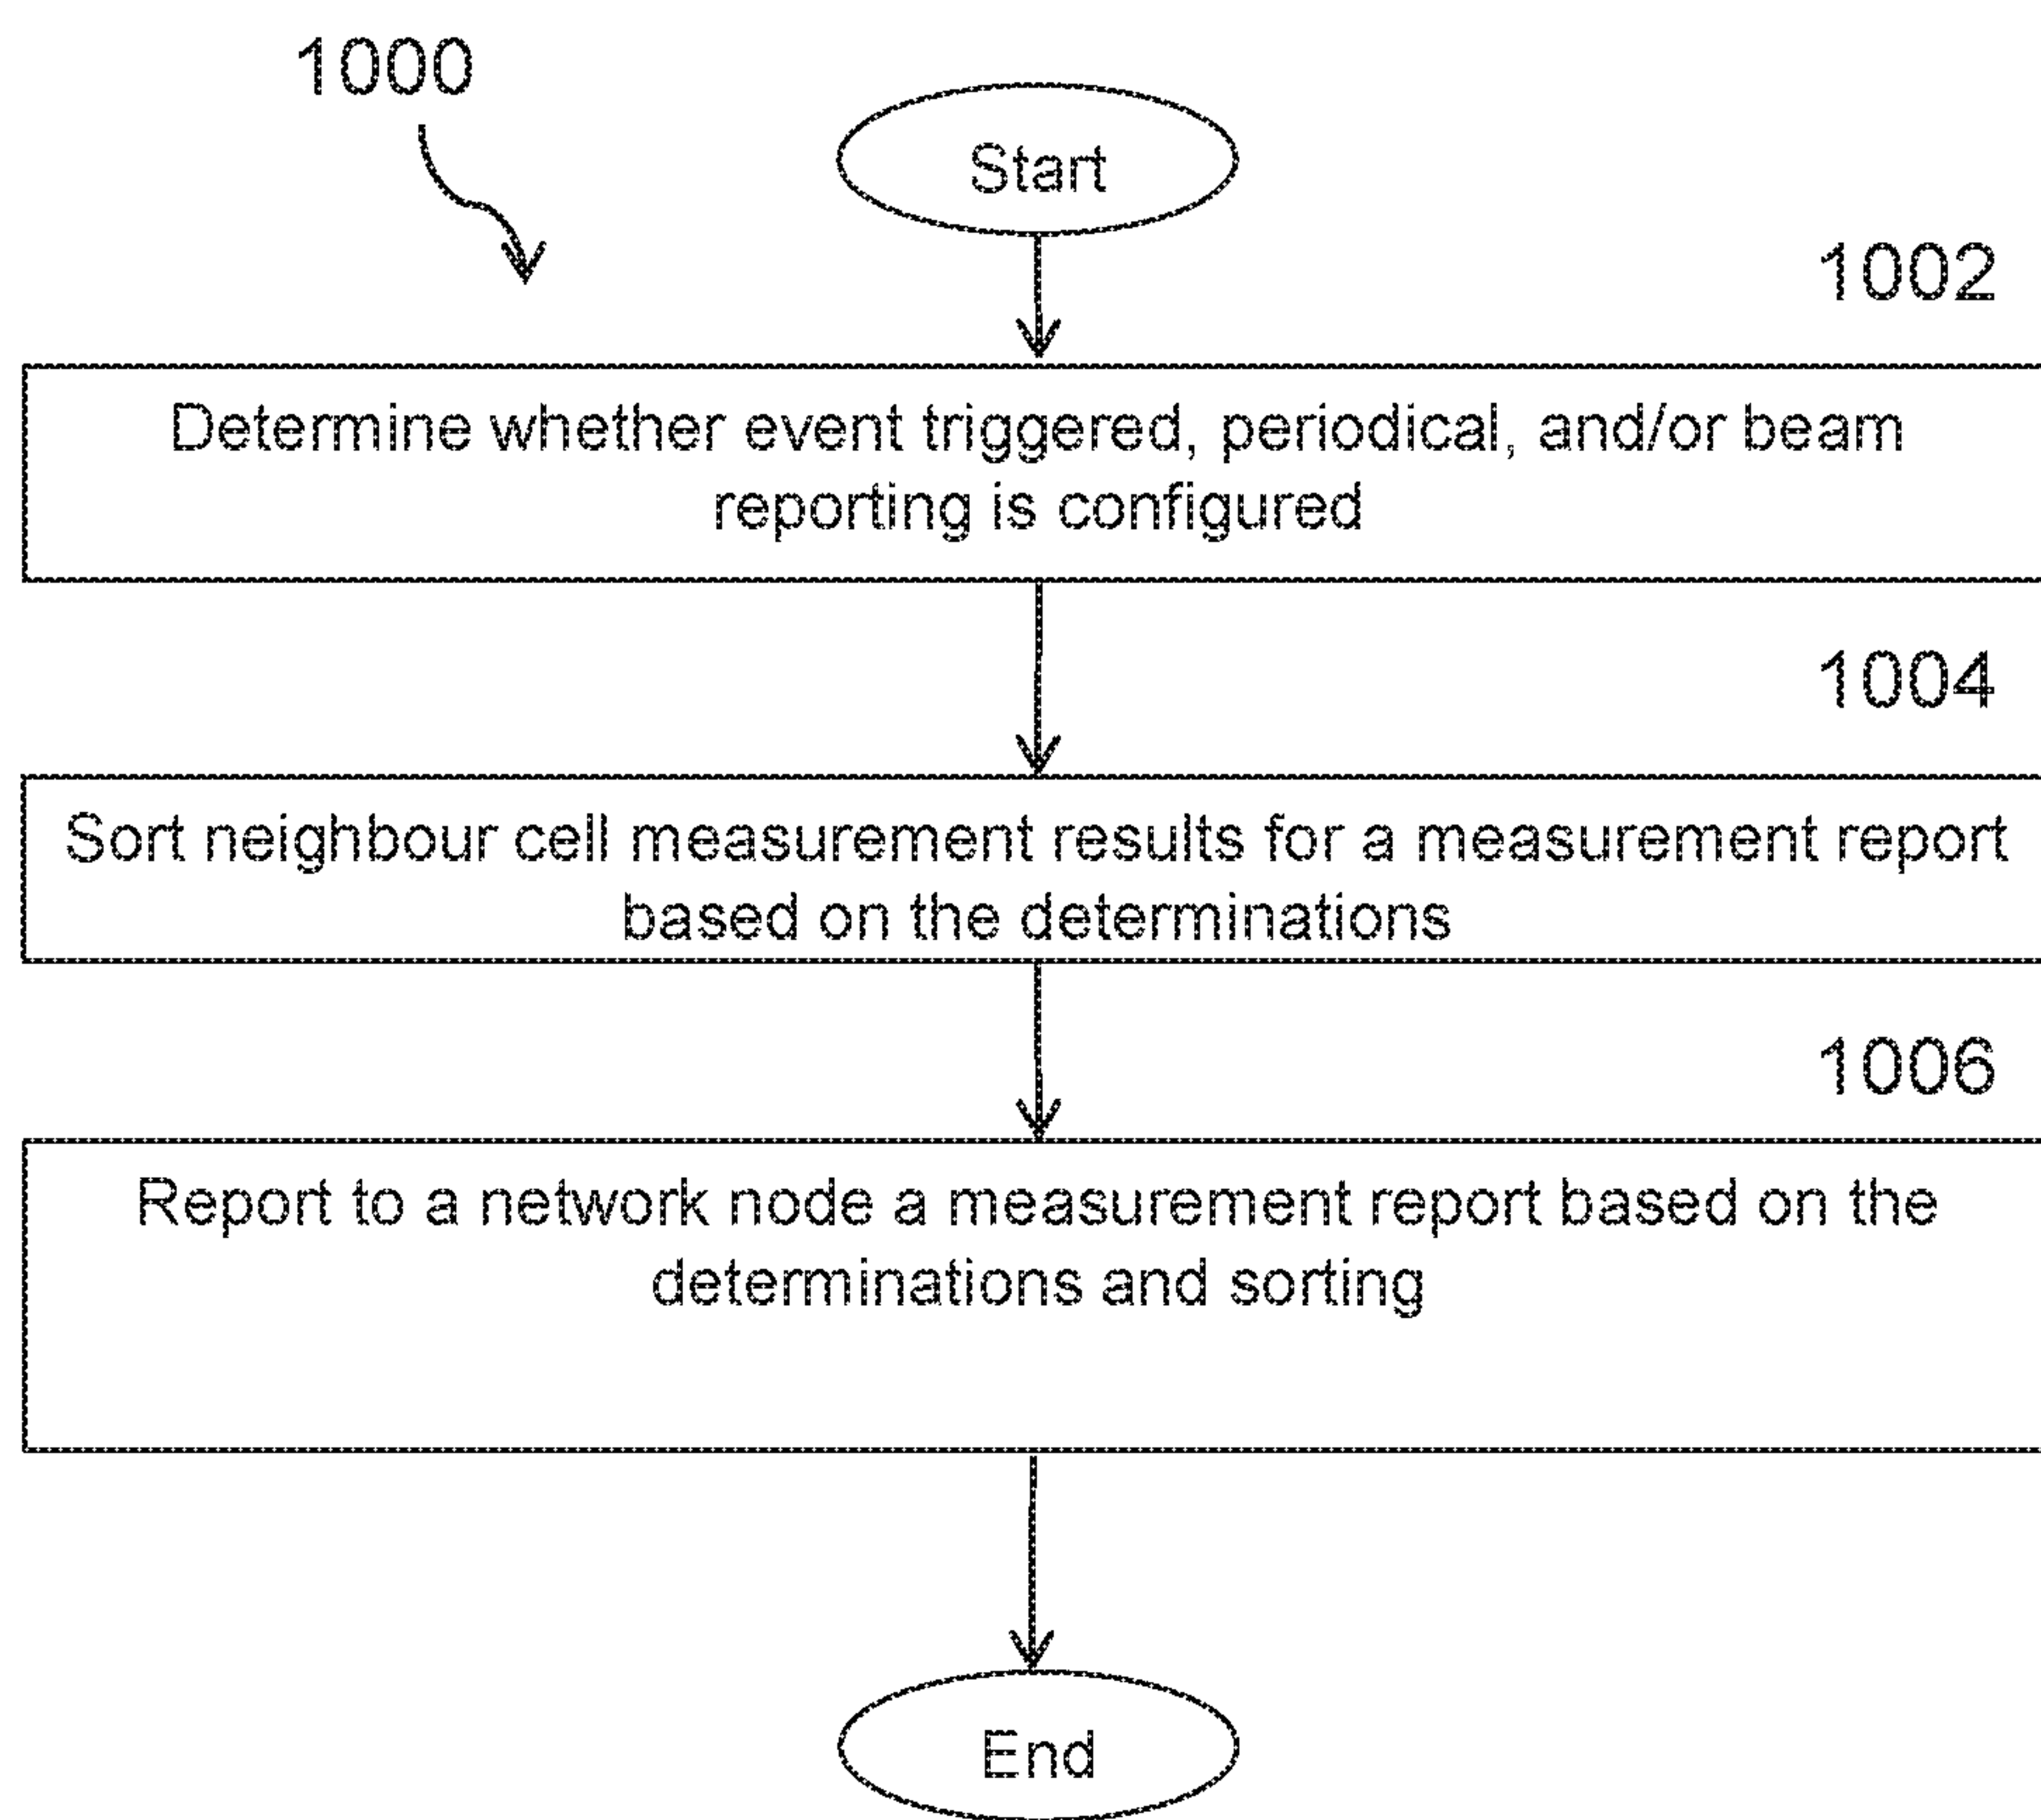 1000
Start
1002
Determine whether event triggered, periodical, and/or beam
reporting is configured
1004
Sort neighbour cell measurement results for a measurement report
based on the determinations
1006
Report to a network node a measurement report based on the
determinations and sorting
End